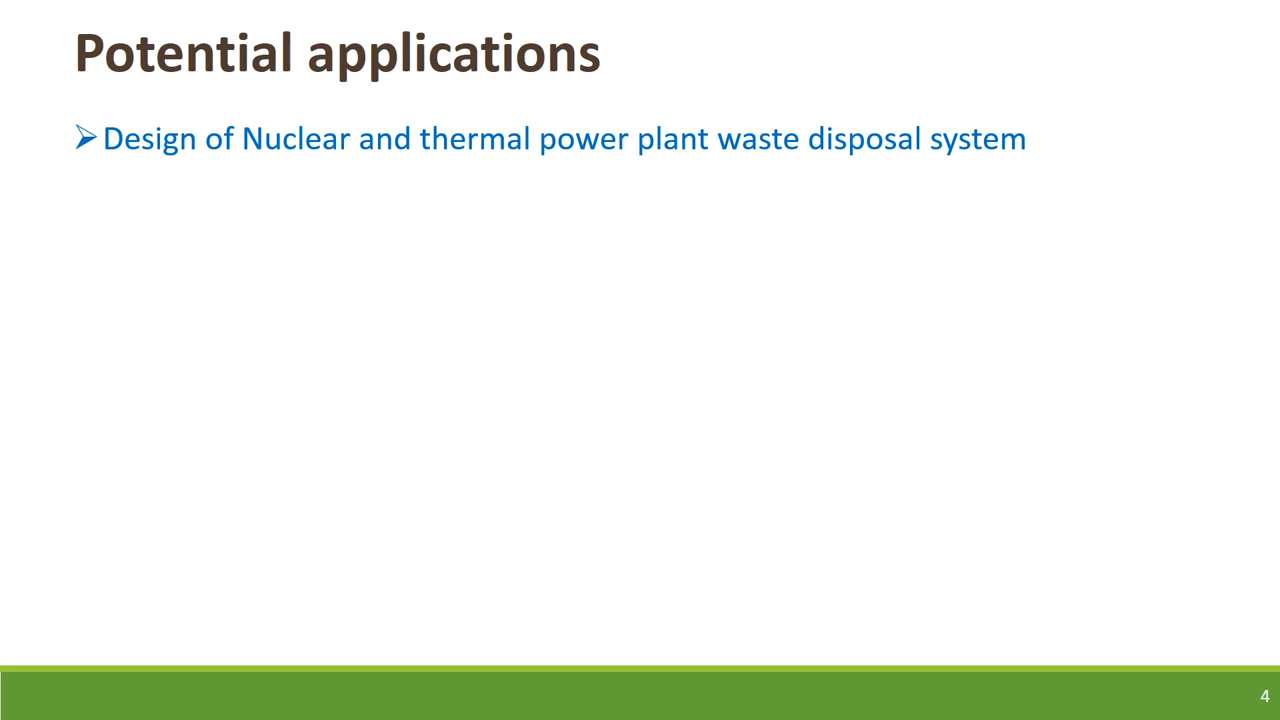 Potential applications
➢Design of Nuclear and thermal power plant waste disposal system
4